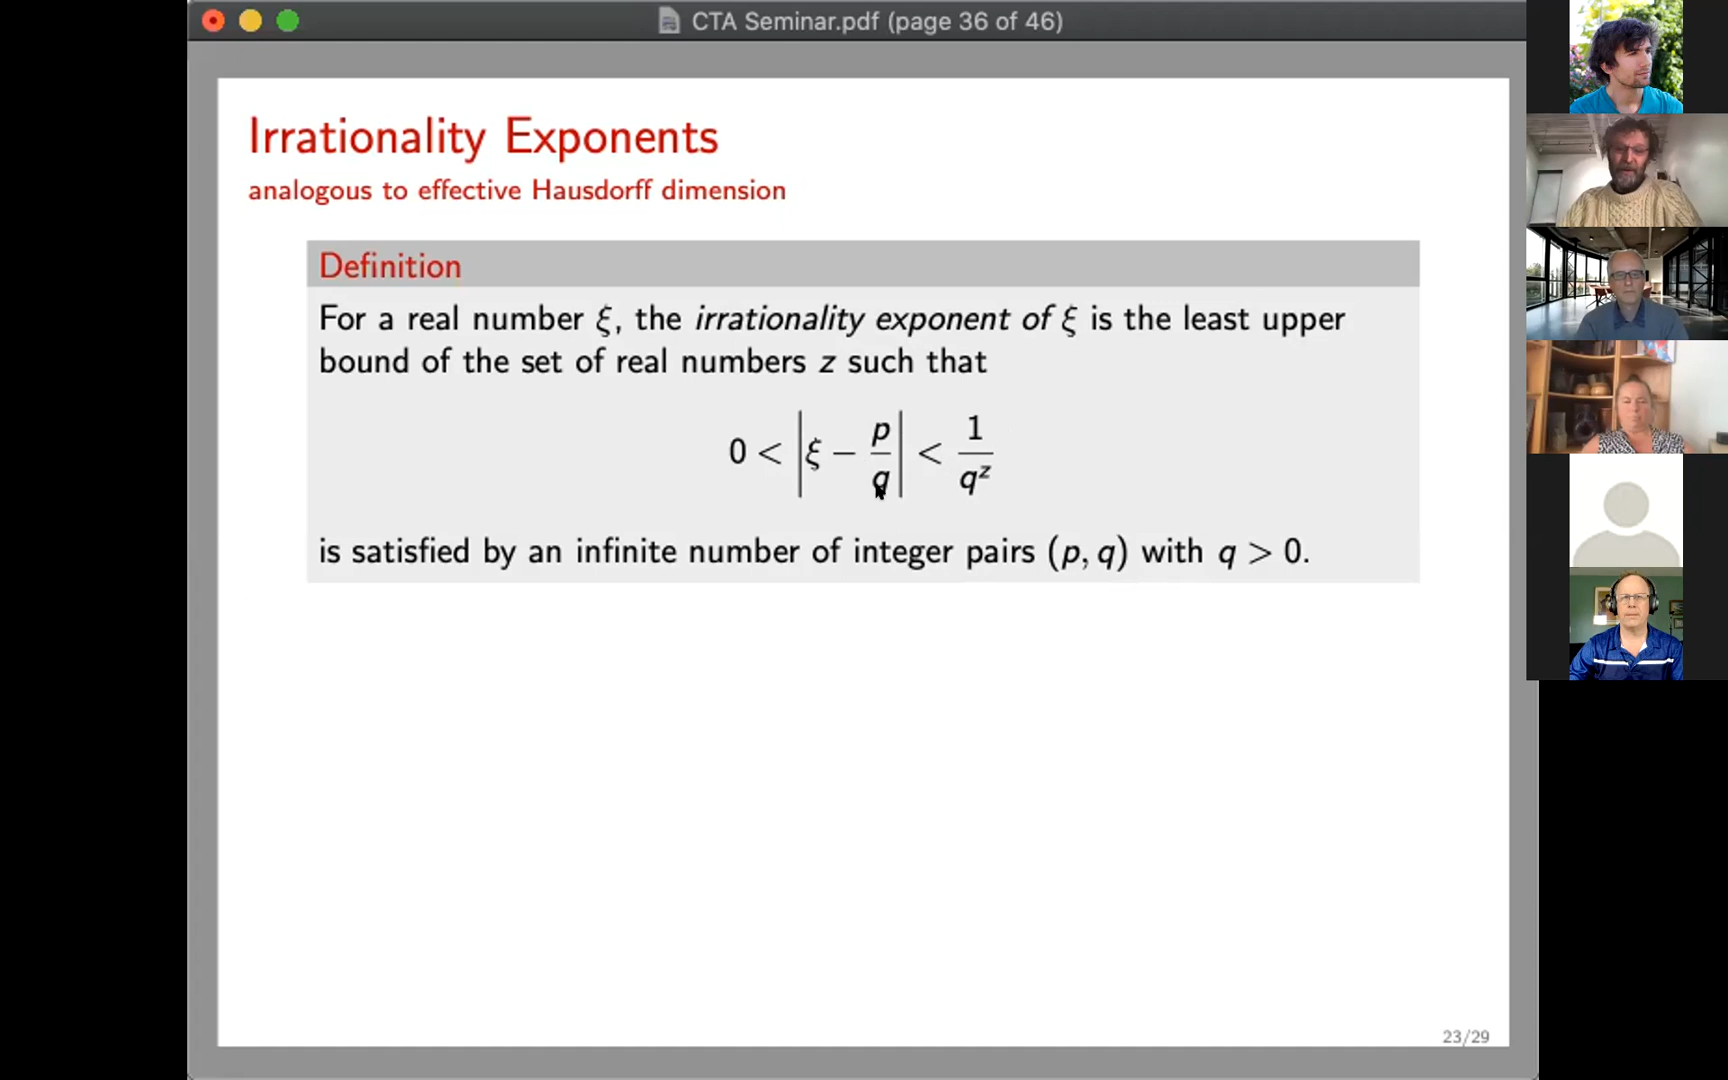 CTA Seminar.pdf (page 36 of 46)
Irrationality Exponents
analogous to effective Hausdorff dimension
Definition
For a real number ξ, the irrationality exponent of ξ is the least upper
bound of the set of real numbers z such that
0 < |ξ − p/q| < 1/q^z
is satisfied by an infinite number of integer pairs (p, q) with q > 0.
23/29